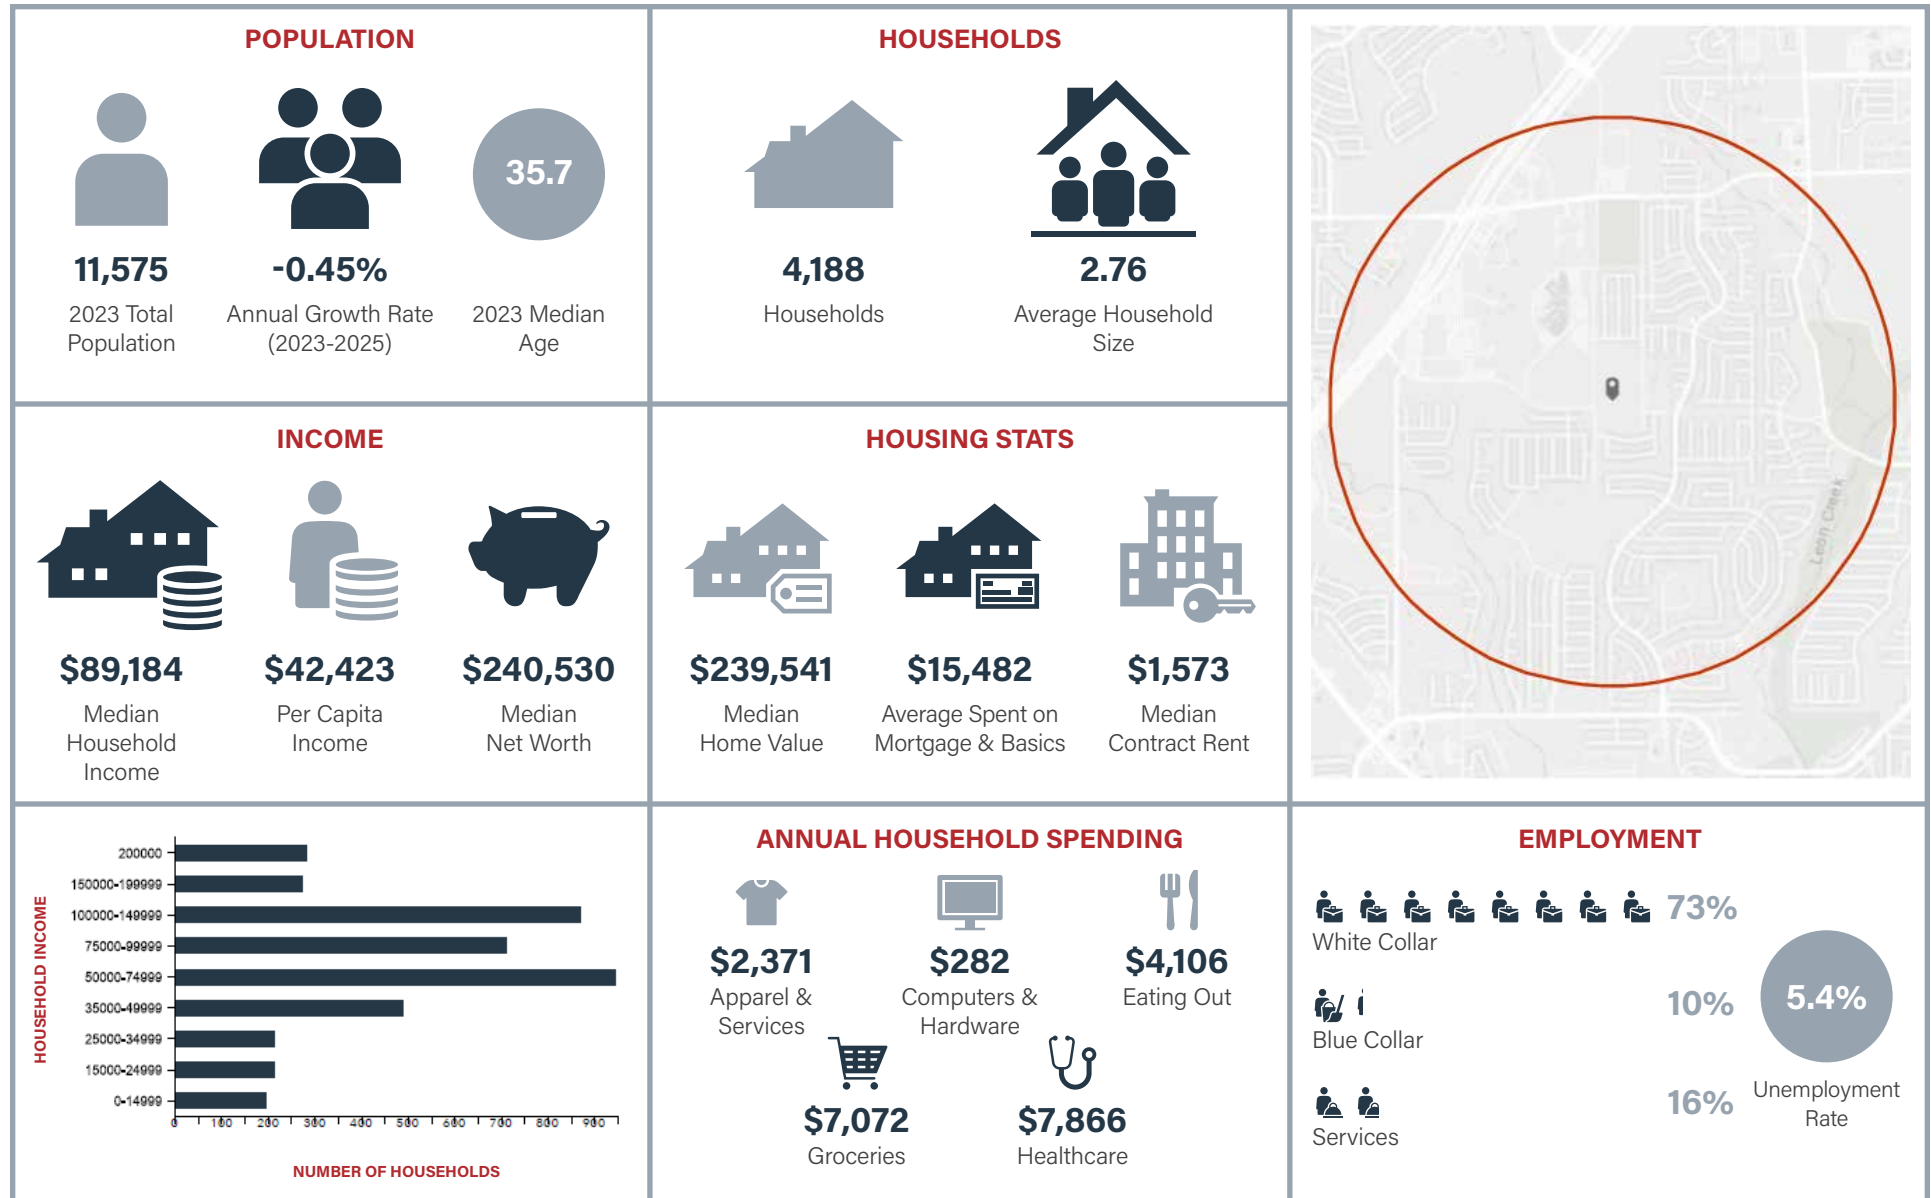 POPULATION
35.7
11,575
2023 Total
Population
-0.45%
Annual Growth Rate
(2023-2025)
2023 Median
Age
HOUSEHOLDS
4,188
Households
2.76
Average Household
Size
Leon Creek
INCOME
$89,184
Median
Household
Income
$42,423
Per Capita
Income
$240,530
Median
Net Worth
HOUSING STATS
$239,541
Median
Home Value
$15,482
Average Spent on
Mortgage & Basics
$1,573
Median
Contract Rent
HOUSEHOLD INCOME
200000
150000-199999
100000-149999
75000-99999
50000-74999
35000-49999
25000-34999
15000-24999
0-14999
0 100 200 300 400 500 600 700 800 900
NUMBER OF HOUSEHOLDS
ANNUAL HOUSEHOLD SPENDING
$2,371
Apparel &
Services
$282
Computers &
Hardware
$4,106
Eating Out
$7,072
Groceries
$7,866
Healthcare
EMPLOYMENT
73%
White Collar
10%
Blue Collar
16%
Services
5.4%
Unemployment
Rate